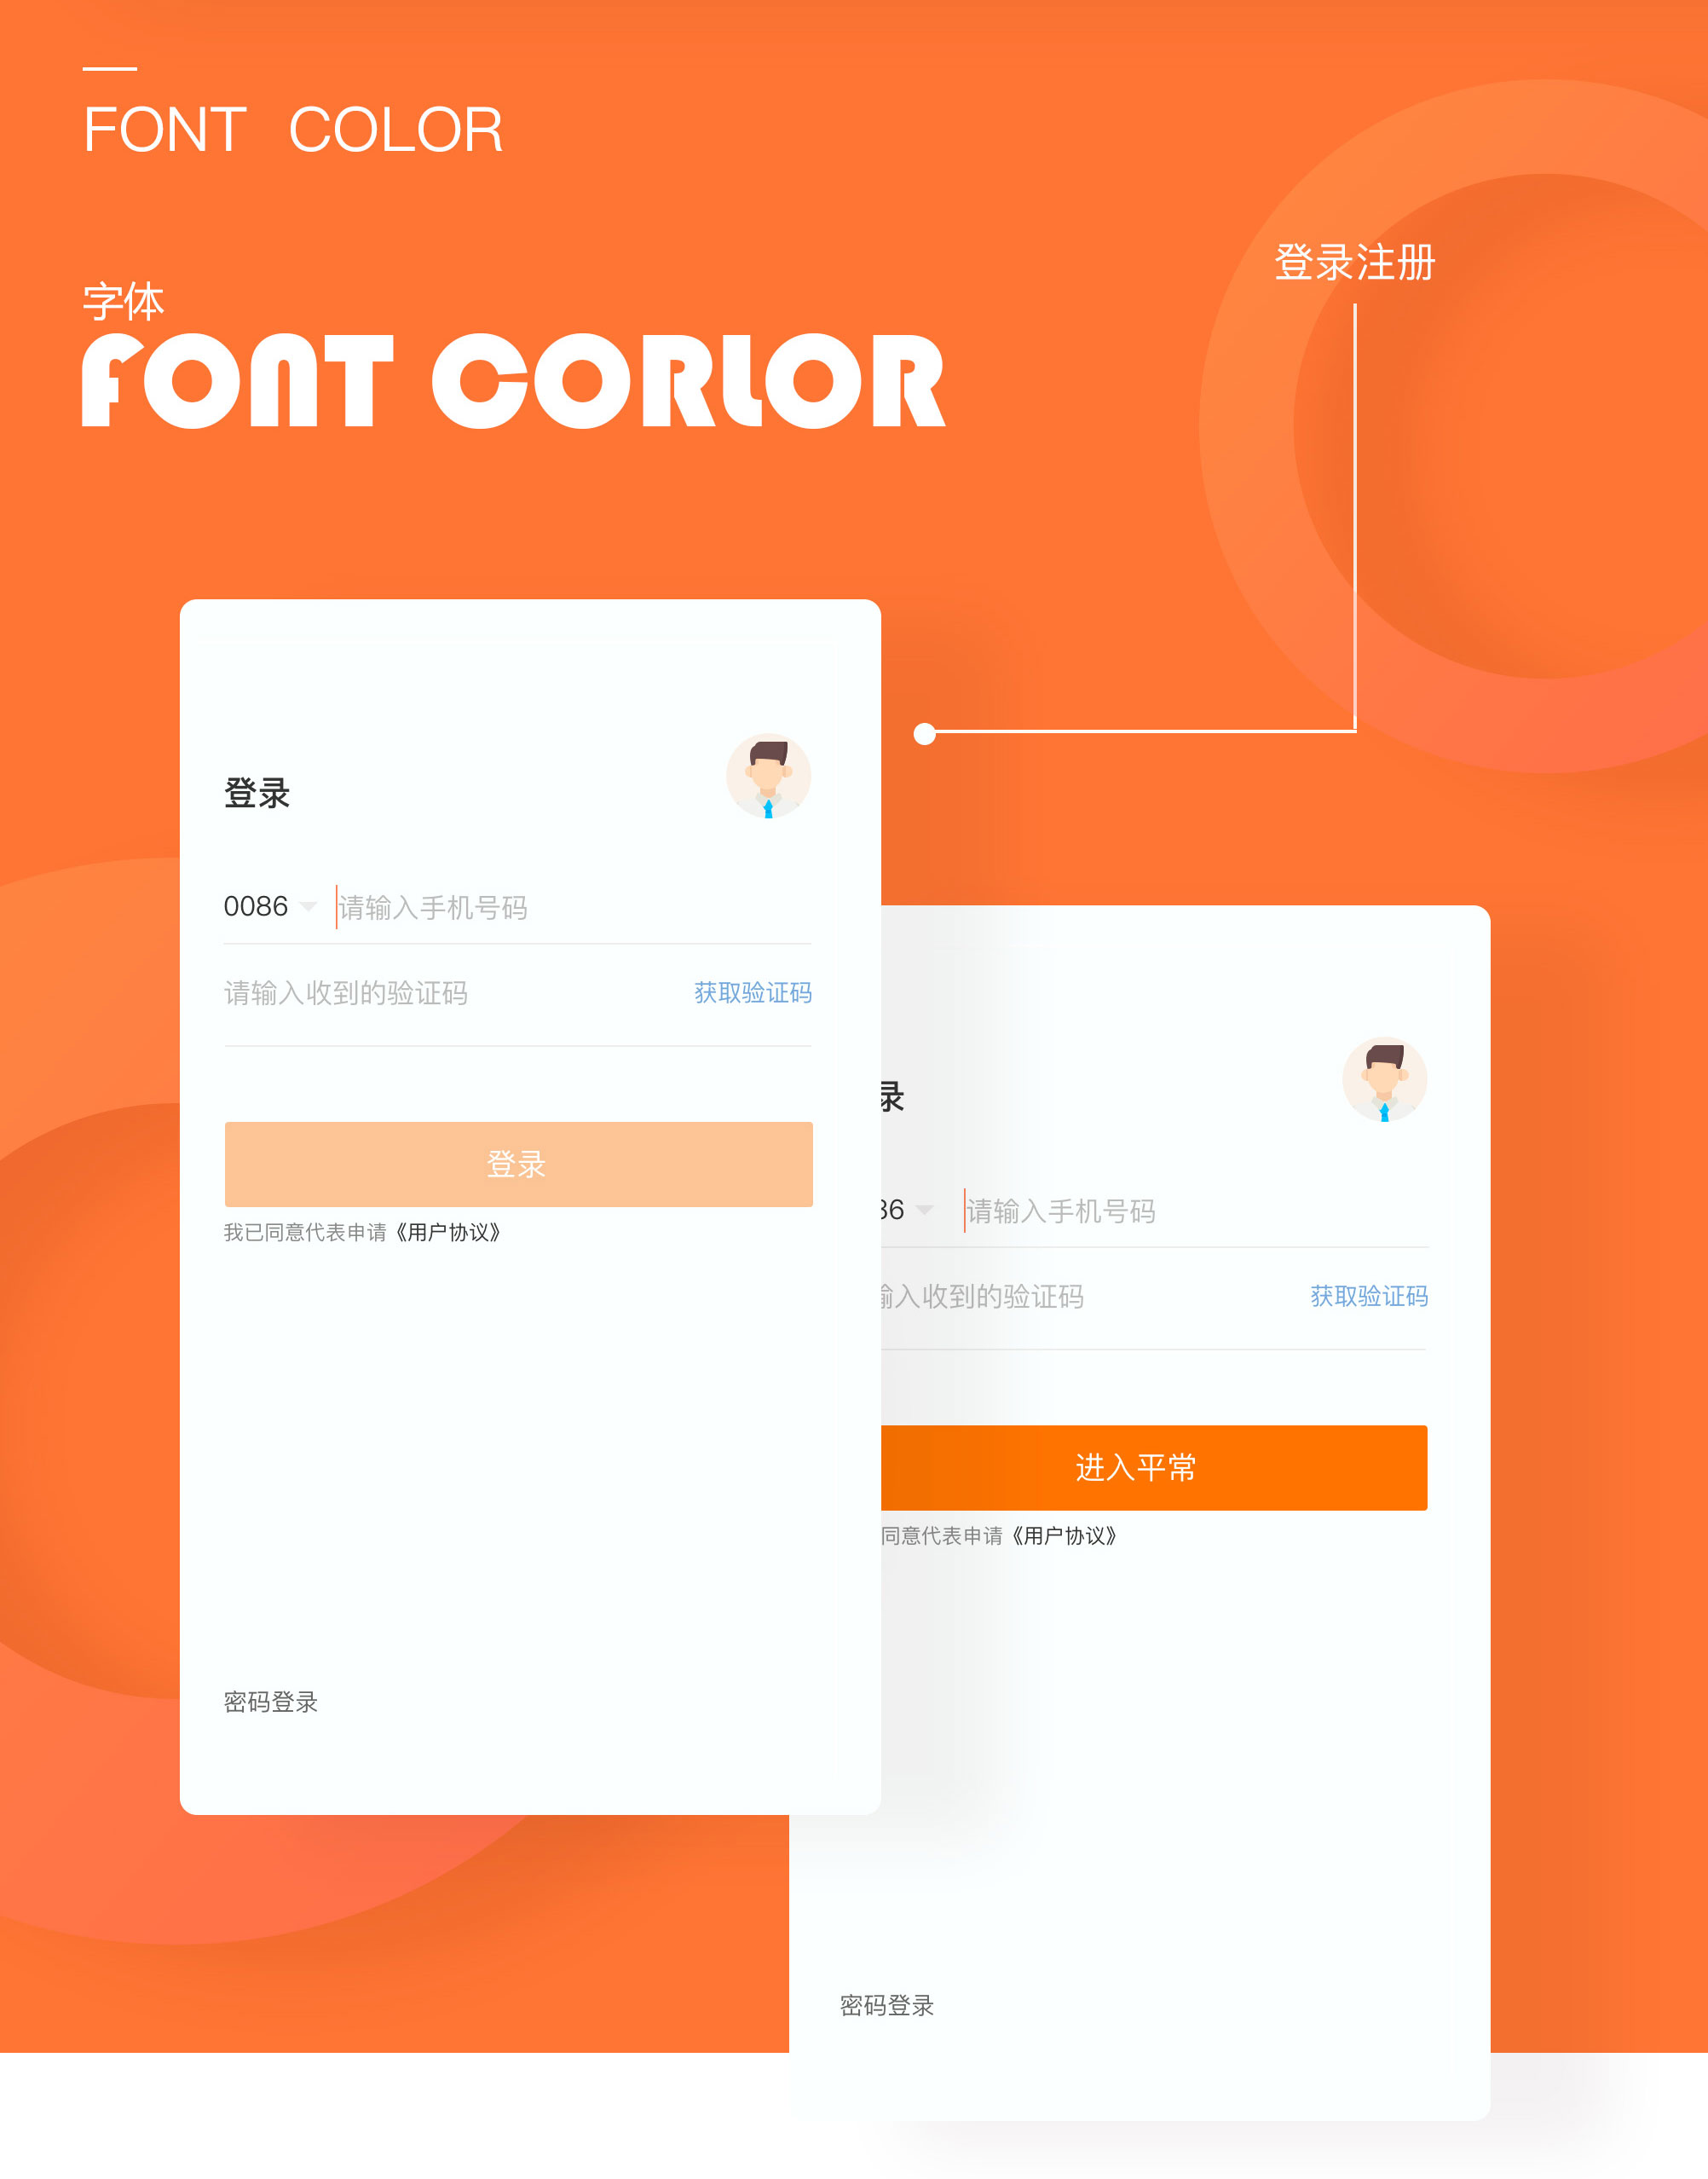 FONT COLOR
登录注册
字体
FONT CORLOR
登录
0086 请输入手机号码
请输入收到的验证码 获取验证码
登录
我已同意代表申请《用户协议》
密码登录
录
86 请输入手机号码
输入收到的验证码 获取验证码
进入平常
同意代表申请《用户协议》
密码登录